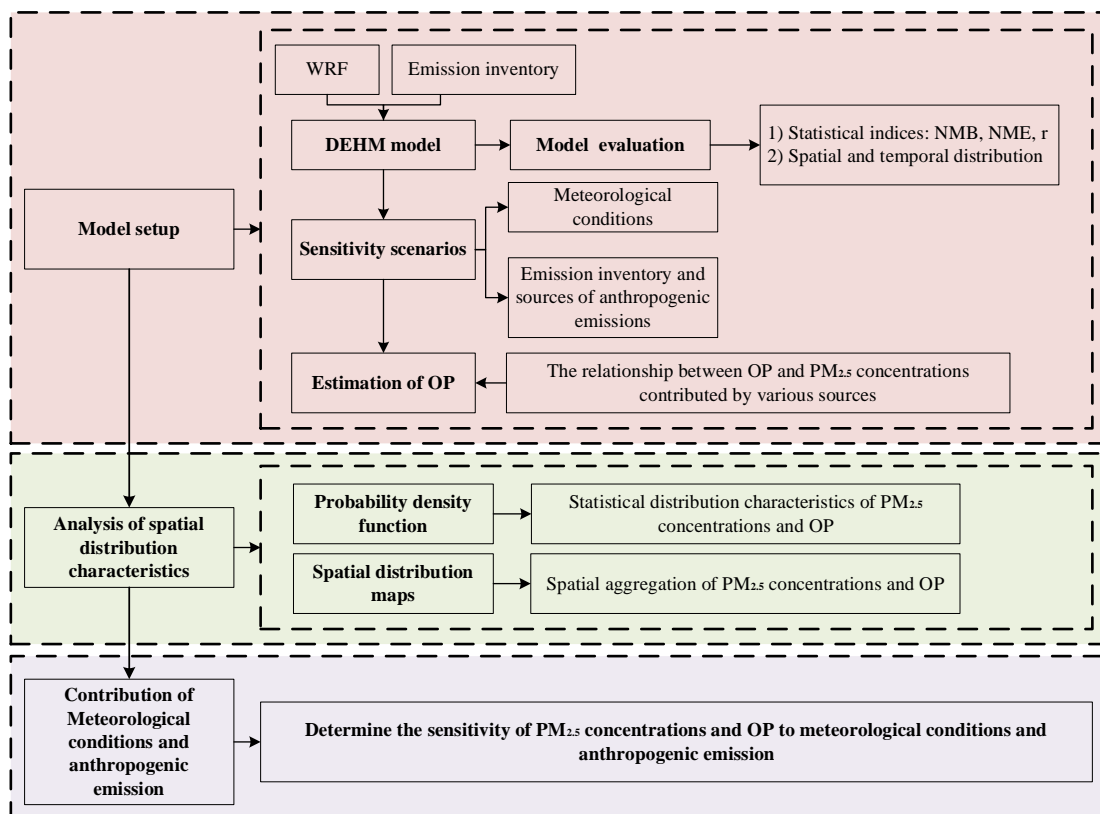 WRF
Emission inventory
DEHM model
Model evaluation
1) Statistical indices: NMB, NME, r
2) Spatial and temporal distribution
Model setup
Meteorological
conditions
Sensitivity scenarios
Emission inventory and
sources of anthropogenic
emissions
Estimation of OP
The relationship between OP and PM₂.₅ concentrations
contributed by various sources
Analysis of spatial
distribution
characteristics
Probability density
function
Statistical distribution characteristics of PM₂.₅
concentrations and OP
Spatial distribution
maps
Spatial aggregation of PM₂.₅ concentrations and OP
Contribution of
Meteorological
conditions and
anthropogenic
emission
Determine the sensitivity of PM₂.₅ concentrations and OP to meteorological conditions and
anthropogenic emission